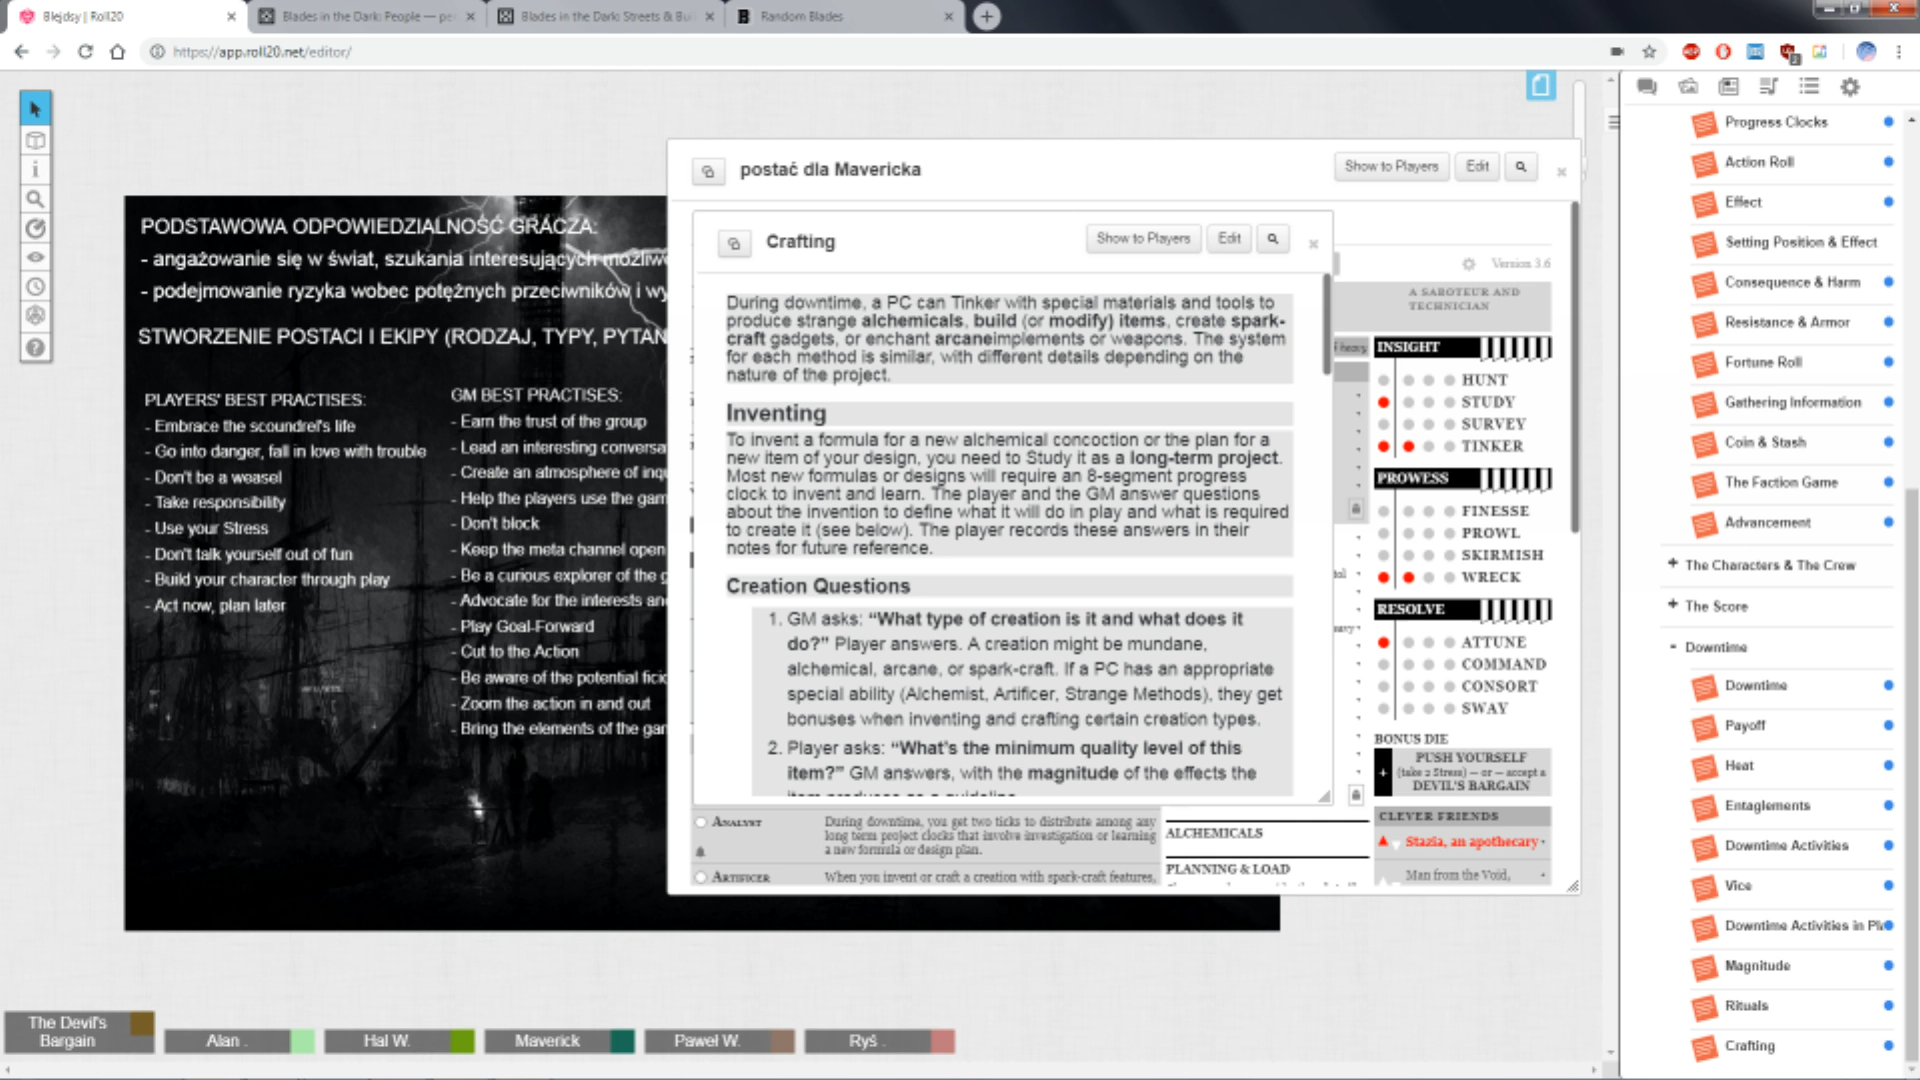 Blejdsy | Roll20
Blades in the Dark: People — pe
Blades in the Dark: Streets & Bui
Random Blades
https://app.roll20.net/editor/
PODSTAWOWA ODPOWIEDZIALNOŚĆ GRACZA:
- angażowanie się w świat, szukania interesujących możliwo
- podejmowanie ryzyka wobec potężnych przeciwników i wy
STWORZENIE POSTACI I EKIPY (RODZAJ, TYPY, PYTAN
PLAYERS' BEST PRACTISES:
- Embrace the scoundrel's life
- Go into danger, fall in love with trouble
- Don't be a weasel
- Take responsibility
- Use your Stress
- Don't talk yourself out of fun
- Build your character through play
- Act now, plan later
GM BEST PRACTISES:
- Earn the trust of the group
- Lead an interesting conversa
- Create an atmosphere of inqu
- Help the players use the gam
- Don't block
- Keep the meta channel open
- Be a curious explorer of the g
- Advocate for the interests an
- Play Goal-Forward
- Cut to the Action
- Be aware of the potential ficic
- Zoom the action in and out
- Bring the elements of the gam
postać dla Mavericka
Show to Players
Edit
Crafting
Show to Players
Edit
During downtime, a PC can Tinker with special materials and tools to
produce strange alchemicals, build (or modify) items, create spark-
craft gadgets, or enchant arcaneimplements or weapons. The system
for each method is similar, with different details depending on the
nature of the project.
Inventing
To invent a formula for a new alchemical concoction or the plan for a
new item of your design, you need to Study it as a long-term project.
Most new formulas or designs will require an 8-segment progress
clock to invent and learn. The player and the GM answer questions
about the invention to define what it will do in play and what is required
to create it (see below). The player records these answers in their
notes for future reference.
Creation Questions
1. GM asks: “What type of creation is it and what does it
do?” Player answers. A creation might be mundane,
alchemical, arcane, or spark-craft. If a PC has an appropriate
special ability (Alchemist, Artificer, Strange Methods), they get
bonuses when inventing and crafting certain creation types.
2. Player asks: “What's the minimum quality level of this
item?” GM answers, with the magnitude of the effects the
item produces as a guideline.
ANALYST
During downtime, you get two ticks to distribute among any
long term project clocks that involve investigation or learning
a new formula or design plan.
ARTIFICER
When you invent or craft a creation with spark-craft features,
ALCHEMICALS
PLANNING & LOAD
Version 3.6
A SABOTEUR AND
TECHNICIAN
heavy
INSIGHT
HUNT
STUDY
SURVEY
TINKER
PROWESS
FINESSE
PROWL
SKIRMISH
WRECK
RESOLVE
ATTUNE
COMMAND
CONSORT
SWAY
BONUS DIE
+
PUSH YOURSELF
(take 2 Stress) — or — accept a
DEVIL'S BARGAIN
CLEVER FRIENDS
Stazia, an apothecary
Man from the Void,
Progress Clocks
Action Roll
Effect
Setting Position & Effect
Consequence & Harm
Resistance & Armor
Fortune Roll
Gathering Information
Coin & Stash
The Faction Game
Advancement
+ The Characters & The Crew
+ The Score
- Downtime
Downtime
Payoff
Heat
Entaglements
Downtime Activities
Vice
Downtime Activities in Pl
Magnitude
Rituals
Crafting
The Devil's
Bargain
Alan .
Hal W.
Maverick
Paweł W.
Ryś .